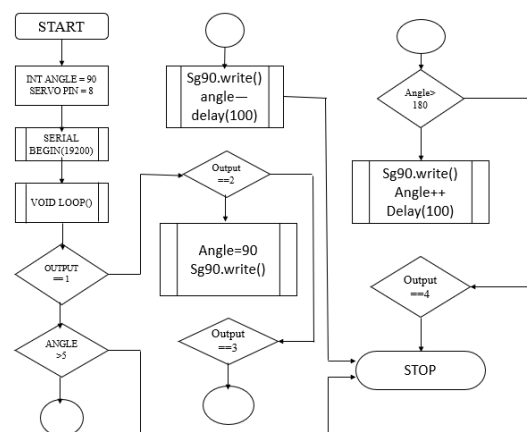 START
INT ANGLE = 90
SERVO PIN = 8
SERIAL
BEGIN(19200)
VOID LOOP()
OUTPUT
== 1
ANGLE
>5
Sg90.write()
angle—
delay(100)
Output
==2
Angle=90
Sg90.write()
Output
==3
Angle>
180
Sg90.write()
Angle++
Delay(100)
Output
==4
STOP